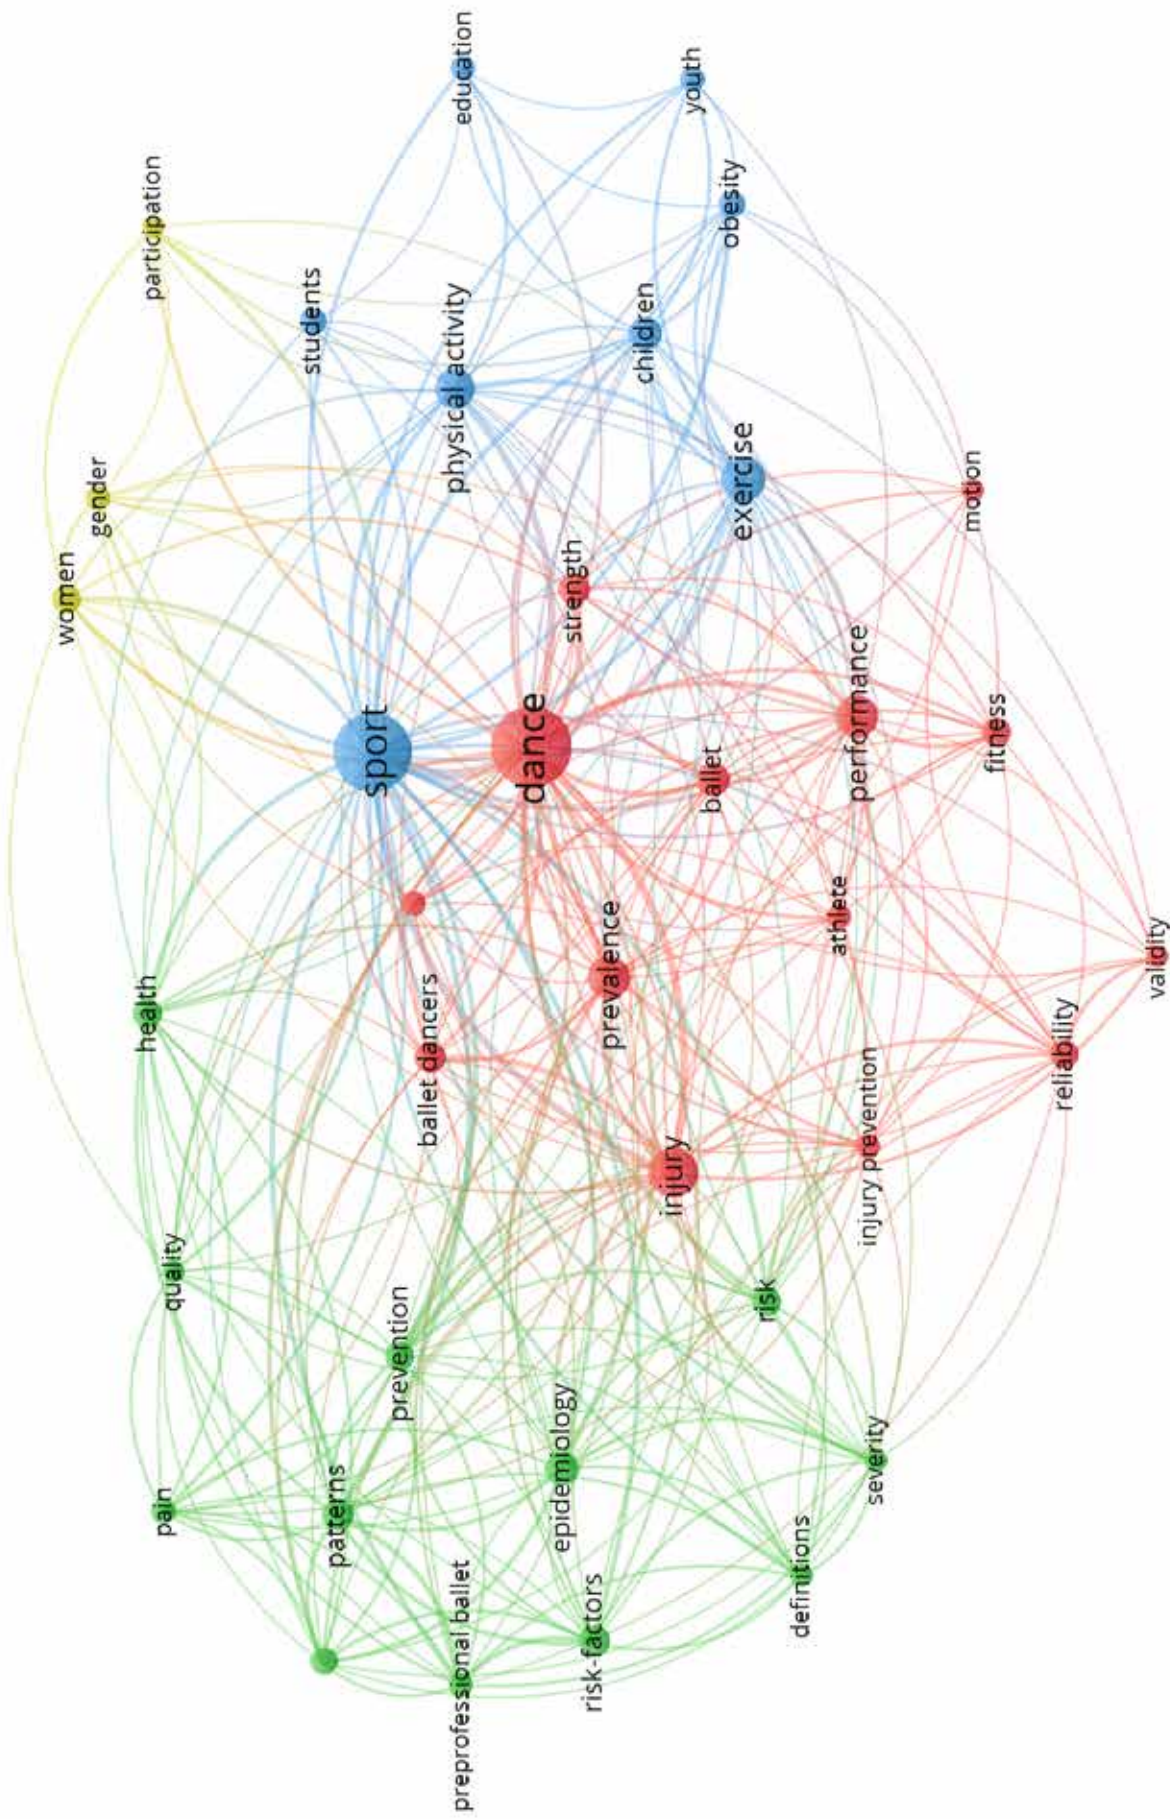 women
gender
health
participation
pain
quality
students
patterns
sport
prevention
ballet dancers
physical activity
preprofessional ballet
education
dance
epidemiology
strength
risk-factors
prevalence
children
injury
youth
ballet
obesity
exercise
risk
definitions
athlete
performance
injury prevention
severity
motion
fitness
reliability
validity